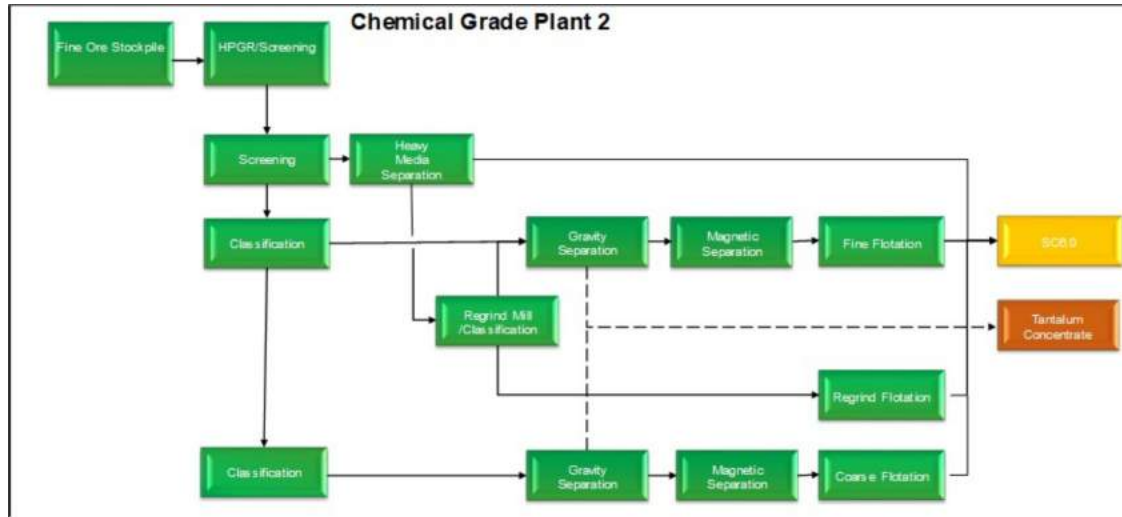 Chemical Grade Plant 2
Fine Ore Stockpile
HPGR/Screening
Screening
Heavy
Media
Separation
Classification
Gravity
Separation
Magnetic
Separation
Fine Flotation
SC6.0
Regrind Mill
/Classification
Tantalum
Concentrate
Regrind Flotation
Classification
Gravity
Separation
Magnetic
Separation
Coarse Flotation